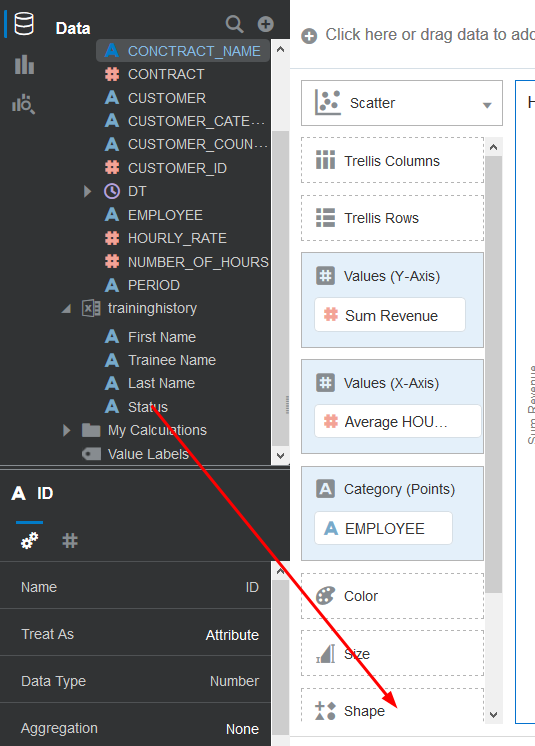 Data
CONCTRACT_NAME
CONTRACT
CUSTOMER
CUSTOMER_CATE...
CUSTOMER_COUN...
CUSTOMER_ID
DT
EMPLOYEE
HOURLY_RATE
NUMBER_OF_HOURS
PERIOD
traininghistory
First Name
Trainee Name
Last Name
Status
My Calculations
Value Labels
A ID
Name ID
Treat As Attribute
Data Type Number
Aggregation None
Click here or drag data to add
Scatter
Trellis Columns
Trellis Rows
Values (Y-Axis)
Sum Revenue
Values (X-Axis)
Average HOU...
Category (Points)
EMPLOYEE
Color
Size
Shape
H
Sum Revenue